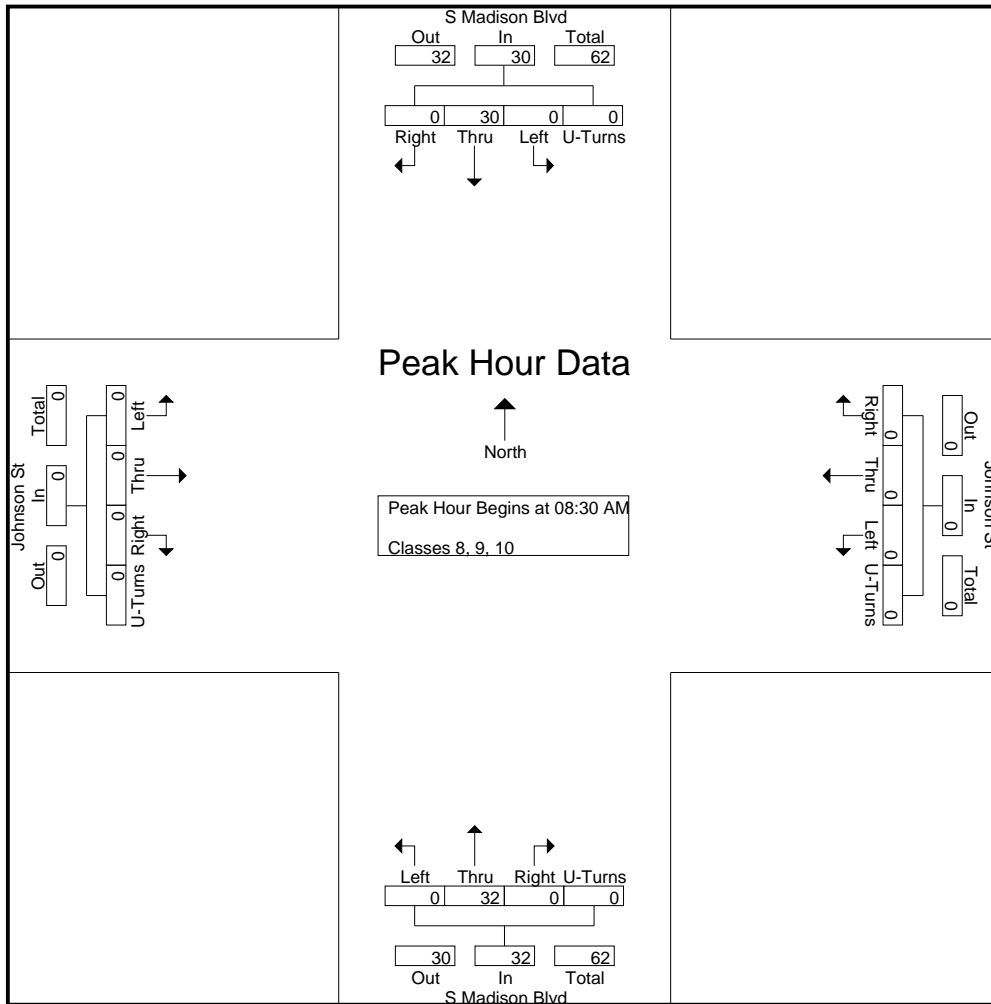 S Madison Blvd
Out In Total
32 30 62
0 30 0 0
Right Thru Left U-Turns
Peak Hour Data
North
Peak Hour Begins at 08:30 AM
Classes 8, 9, 10
Johnson St
Total In Out
0 0 0
0 0 0 0
Left Thru Right U-Turns
Right Thru Left U-Turns
0 0 0 0
Out In Total
0 0 0
Johnson St
Left Thru Right U-Turns
0 32 0 0
30 32 62
Out In Total
S Madison Blvd